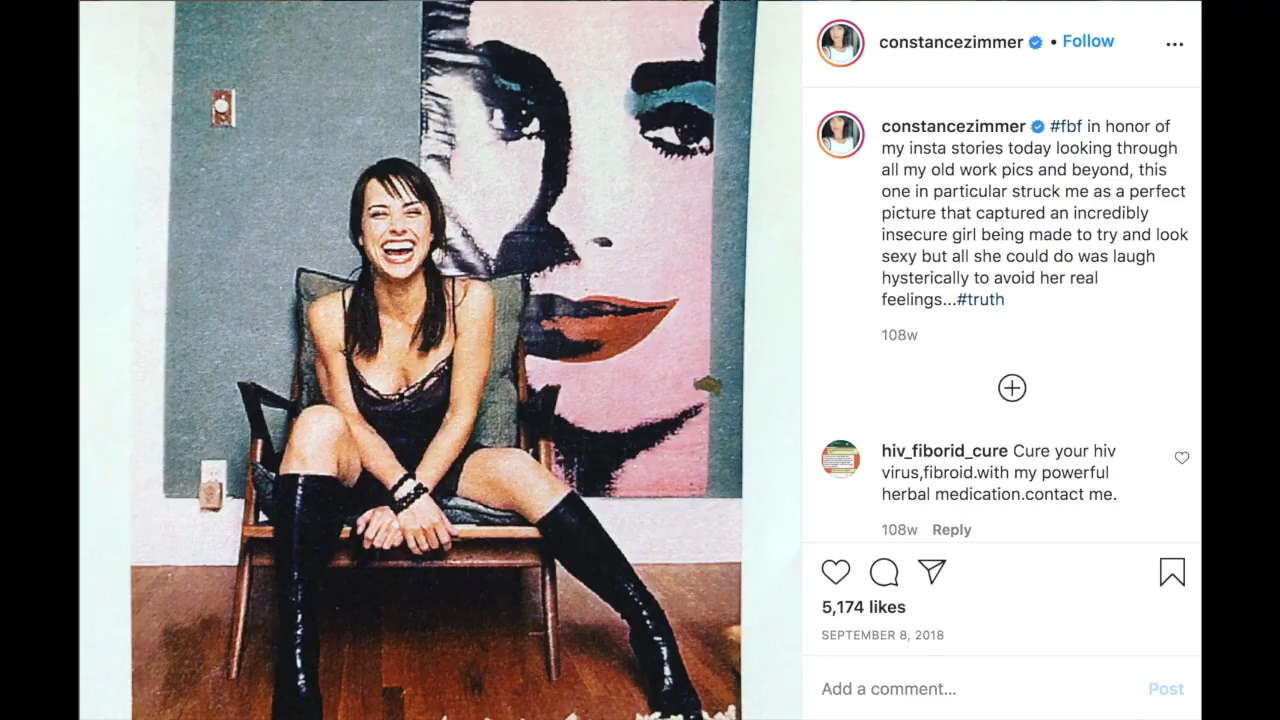 constancezimmer • Follow
constancezimmer #fbf in honor of
my insta stories today looking through
all my old work pics and beyond, this
one in particular struck me as a perfect
picture that captured an incredibly
insecure girl being made to try and look
sexy but all she could do was laugh
hysterically to avoid her real
feelings...#truth
108w
hiv_fiborid_cure Cure your hiv
virus,fibroid.with my powerful
herbal medication.contact me.
108w Reply
5,174 likes
SEPTEMBER 8, 2018
Add a comment... Post